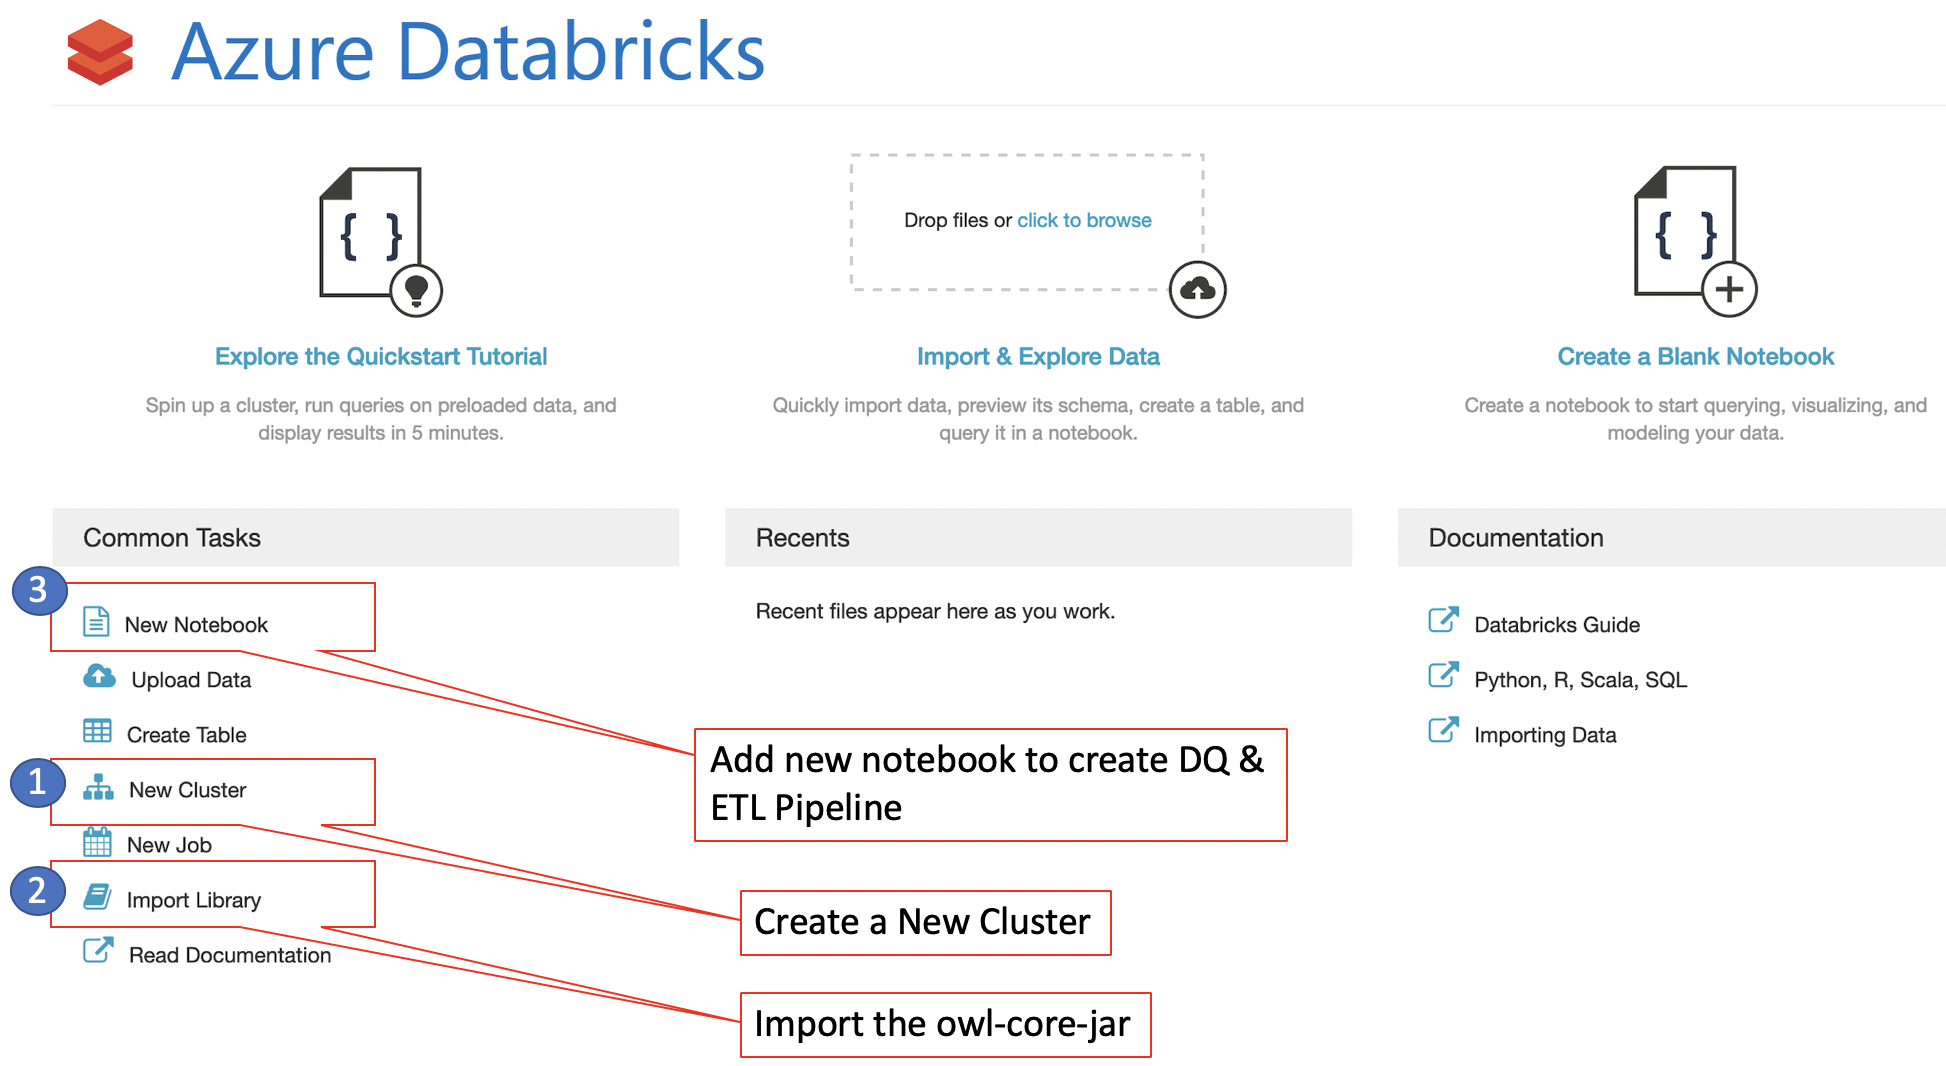 Azure Databricks
{ }
Drop files or click to browse
{ }
Explore the Quickstart Tutorial
Spin up a cluster, run queries on preloaded data, and
display results in 5 minutes.
Import & Explore Data
Quickly import data, preview its schema, create a table, and
query it in a notebook.
Create a Blank Notebook
Create a notebook to start querying, visualizing, and
modeling your data.
Common Tasks
3
New Notebook
Upload Data
Create Table
1
New Cluster
New Job
2
Import Library
Read Documentation
Recents
Recent files appear here as you work.
Add new notebook to create DQ &
ETL Pipeline
Create a New Cluster
Import the owl-core-jar
Documentation
Databricks Guide
Python, R, Scala, SQL
Importing Data